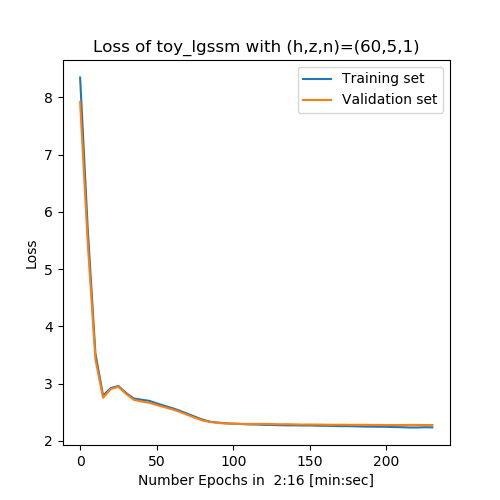 Loss of toy_lgssm with (h,z,n)=(60,5,1)
Training set
Validation set
8
7
6
5
4
3
2
Loss
0 50 100 150 200
Number Epochs in  2:16 [min:sec]